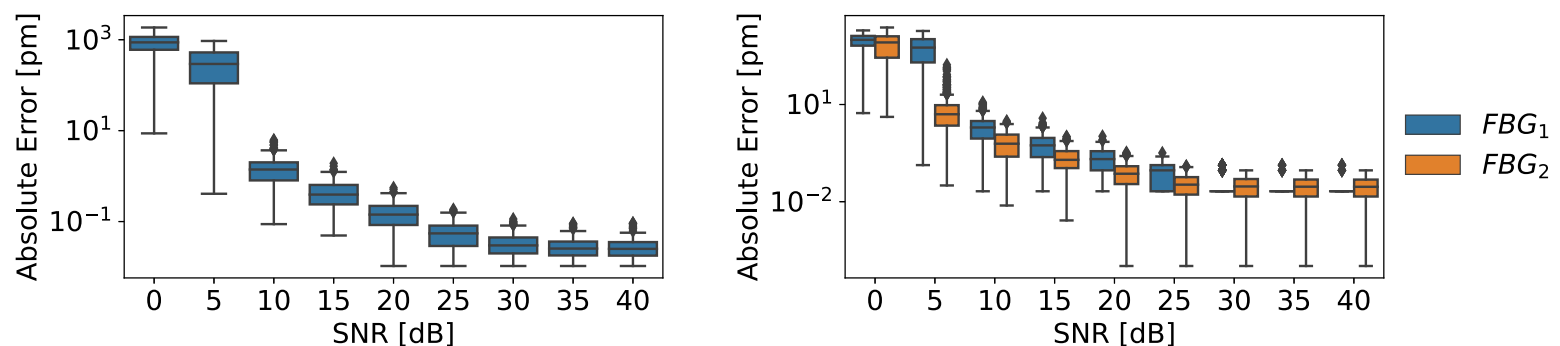 Absolute Error [pm]
10³
10¹
10⁻¹
0 5 10 15 20 25 30 35 40
SNR [dB]
Absolute Error [pm]
10¹
10⁻²
0 5 10 15 20 25 30 35 40
SNR [dB]
FBG₁
FBG₂